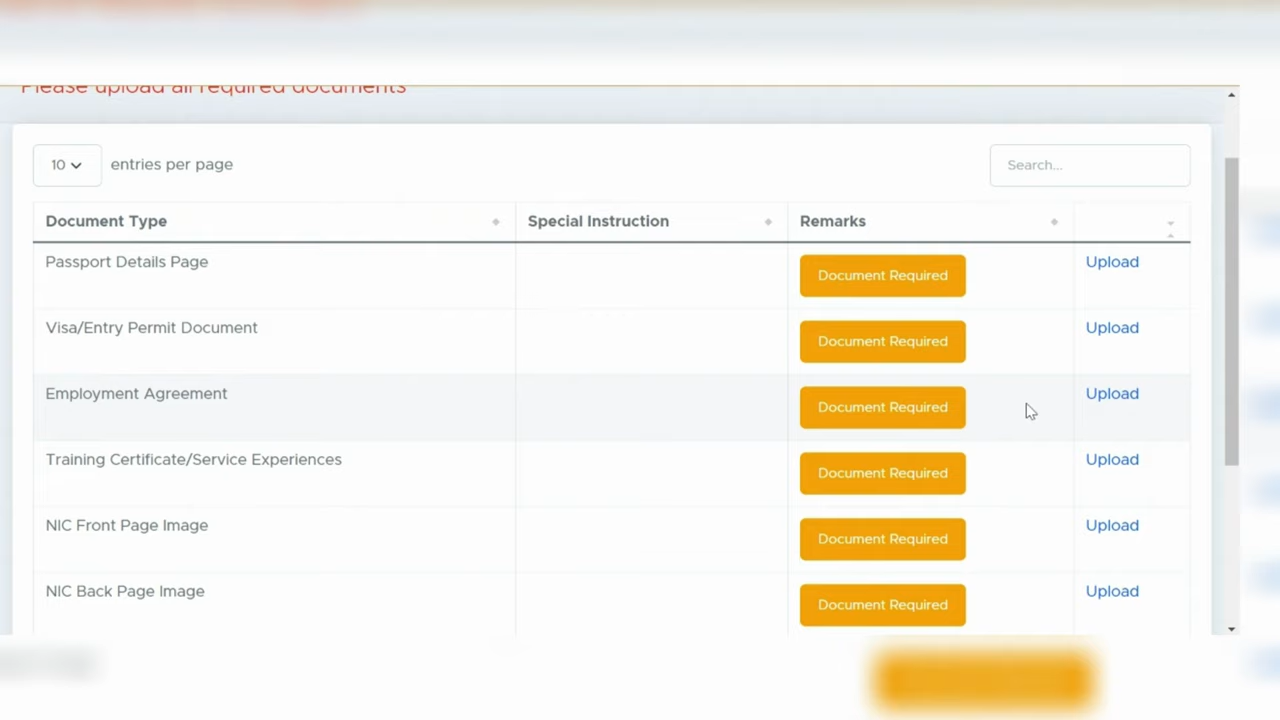 Please upload all required documents
10 entries per page Search...
Document Type Special Instruction Remarks
Passport Details Page Document Required Upload
Visa/Entry Permit Document Document Required Upload
Employment Agreement Document Required Upload
Training Certificate/Service Experiences Document Required Upload
NIC Front Page Image Document Required Upload
NIC Back Page Image Document Required Upload